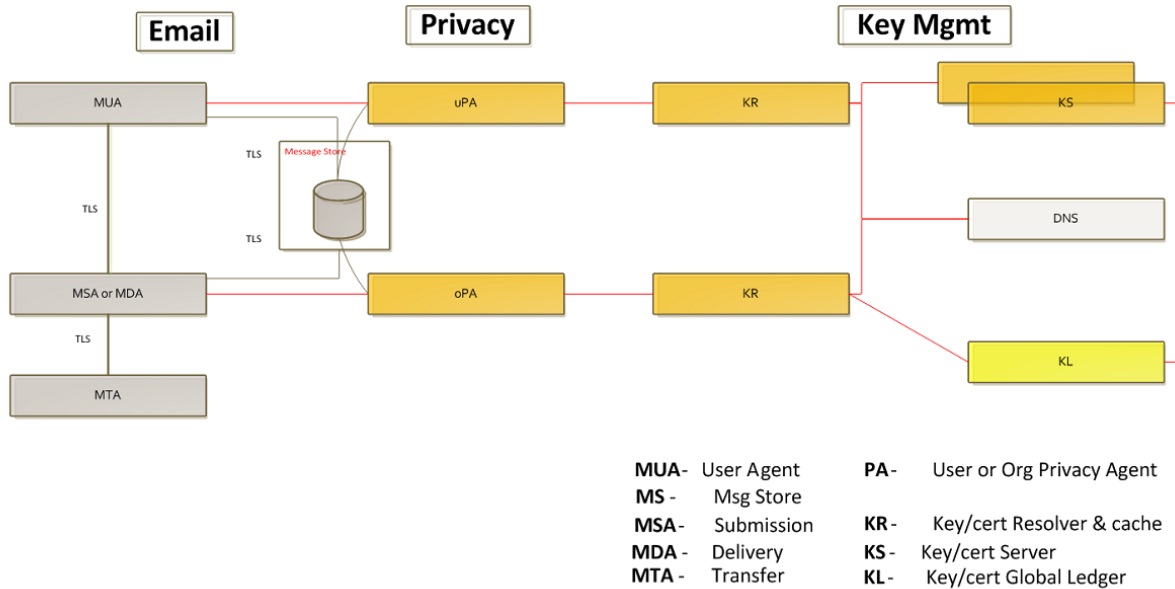 Email
Privacy
Key Mgmt
MUA
uPA
KR
KS
TLS
Message Store
TLS
TLS
DNS
MSA or MDA
oPA
KR
TLS
KL
MTA
MUA- User Agent
PA- User or Org Privacy Agent
MS - Msg Store
MSA- Submission
KR- Key/cert Resolver & cache
MDA - Delivery
KS - Key/cert Server
MTA - Transfer
KL- Key/cert Global Ledger